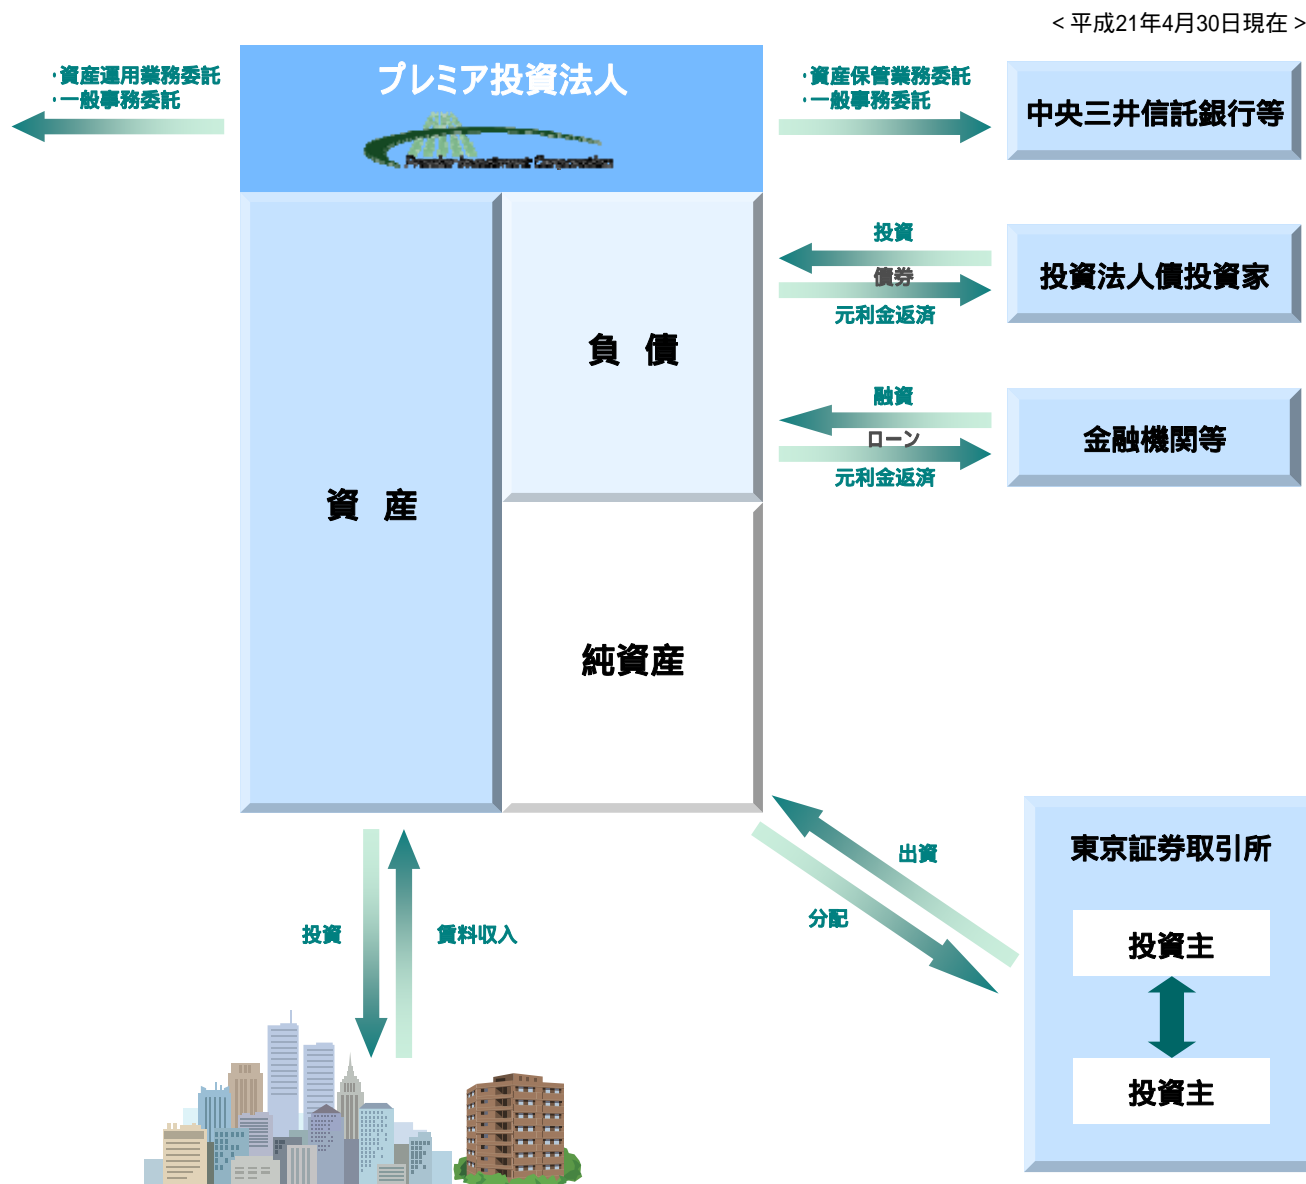 ＜平成21年4月30日現在＞
・資産運用業務委託
・一般事務委託
プレミア投資法人
Premier Investment Corporation
・資産保管業務委託
・一般事務委託
中央三井信託銀行等
投資
債券
元利金返済
投資法人債投資家
負　債
融資
ローン
元利金返済
金融機関等
資　産
純資産
出資
分配
東京証券取引所
投資主
投資主
投資
賃料収入